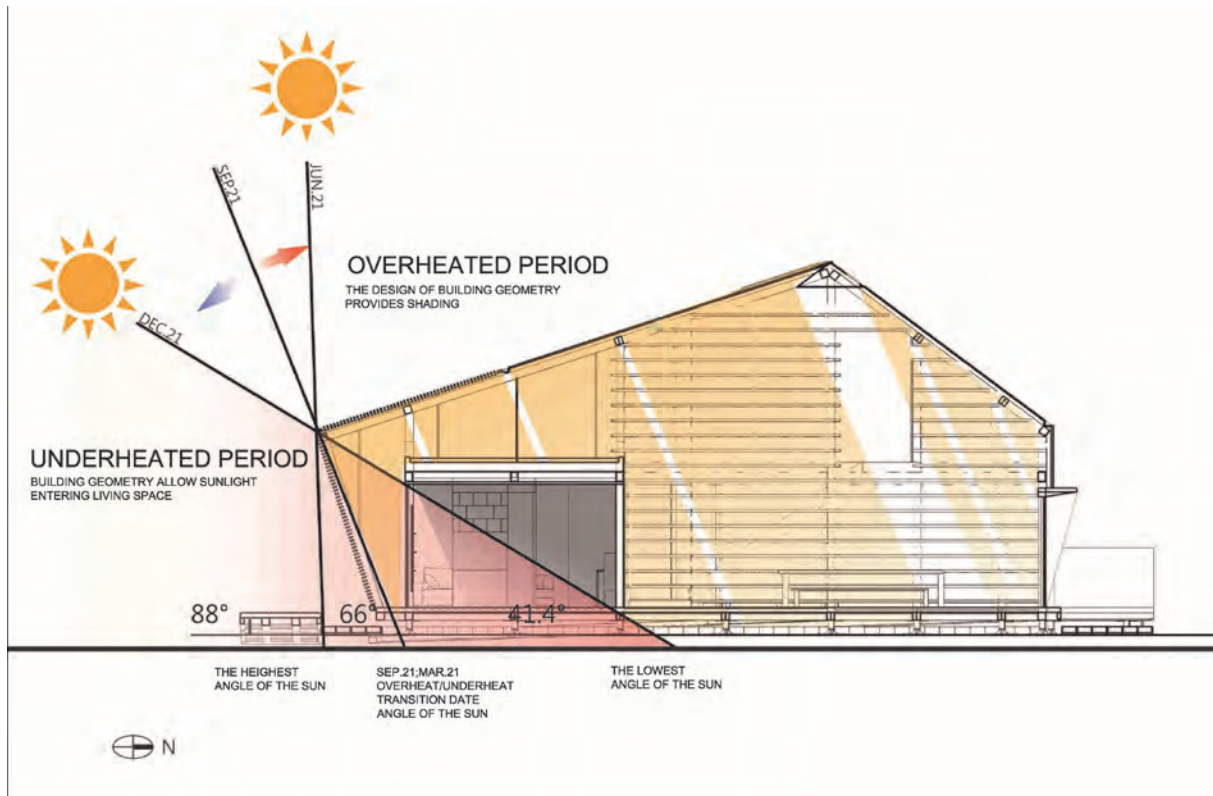 SEP.21
JUN.21
DEC.21
OVERHEATED PERIOD
THE DESIGN OF BUILDING GEOMETRY
PROVIDES SHADING
UNDERHEATED PERIOD
BUILDING GEOMETRY ALLOW SUNLIGHT
ENTERING LIVING SPACE
88°
66°
41.4°
THE HEIGHEST
ANGLE OF THE SUN
SEP.21;MAR.21
OVERHEAT/UNDERHEAT
TRANSITION DATE
ANGLE OF THE SUN
THE LOWEST
ANGLE OF THE SUN
N